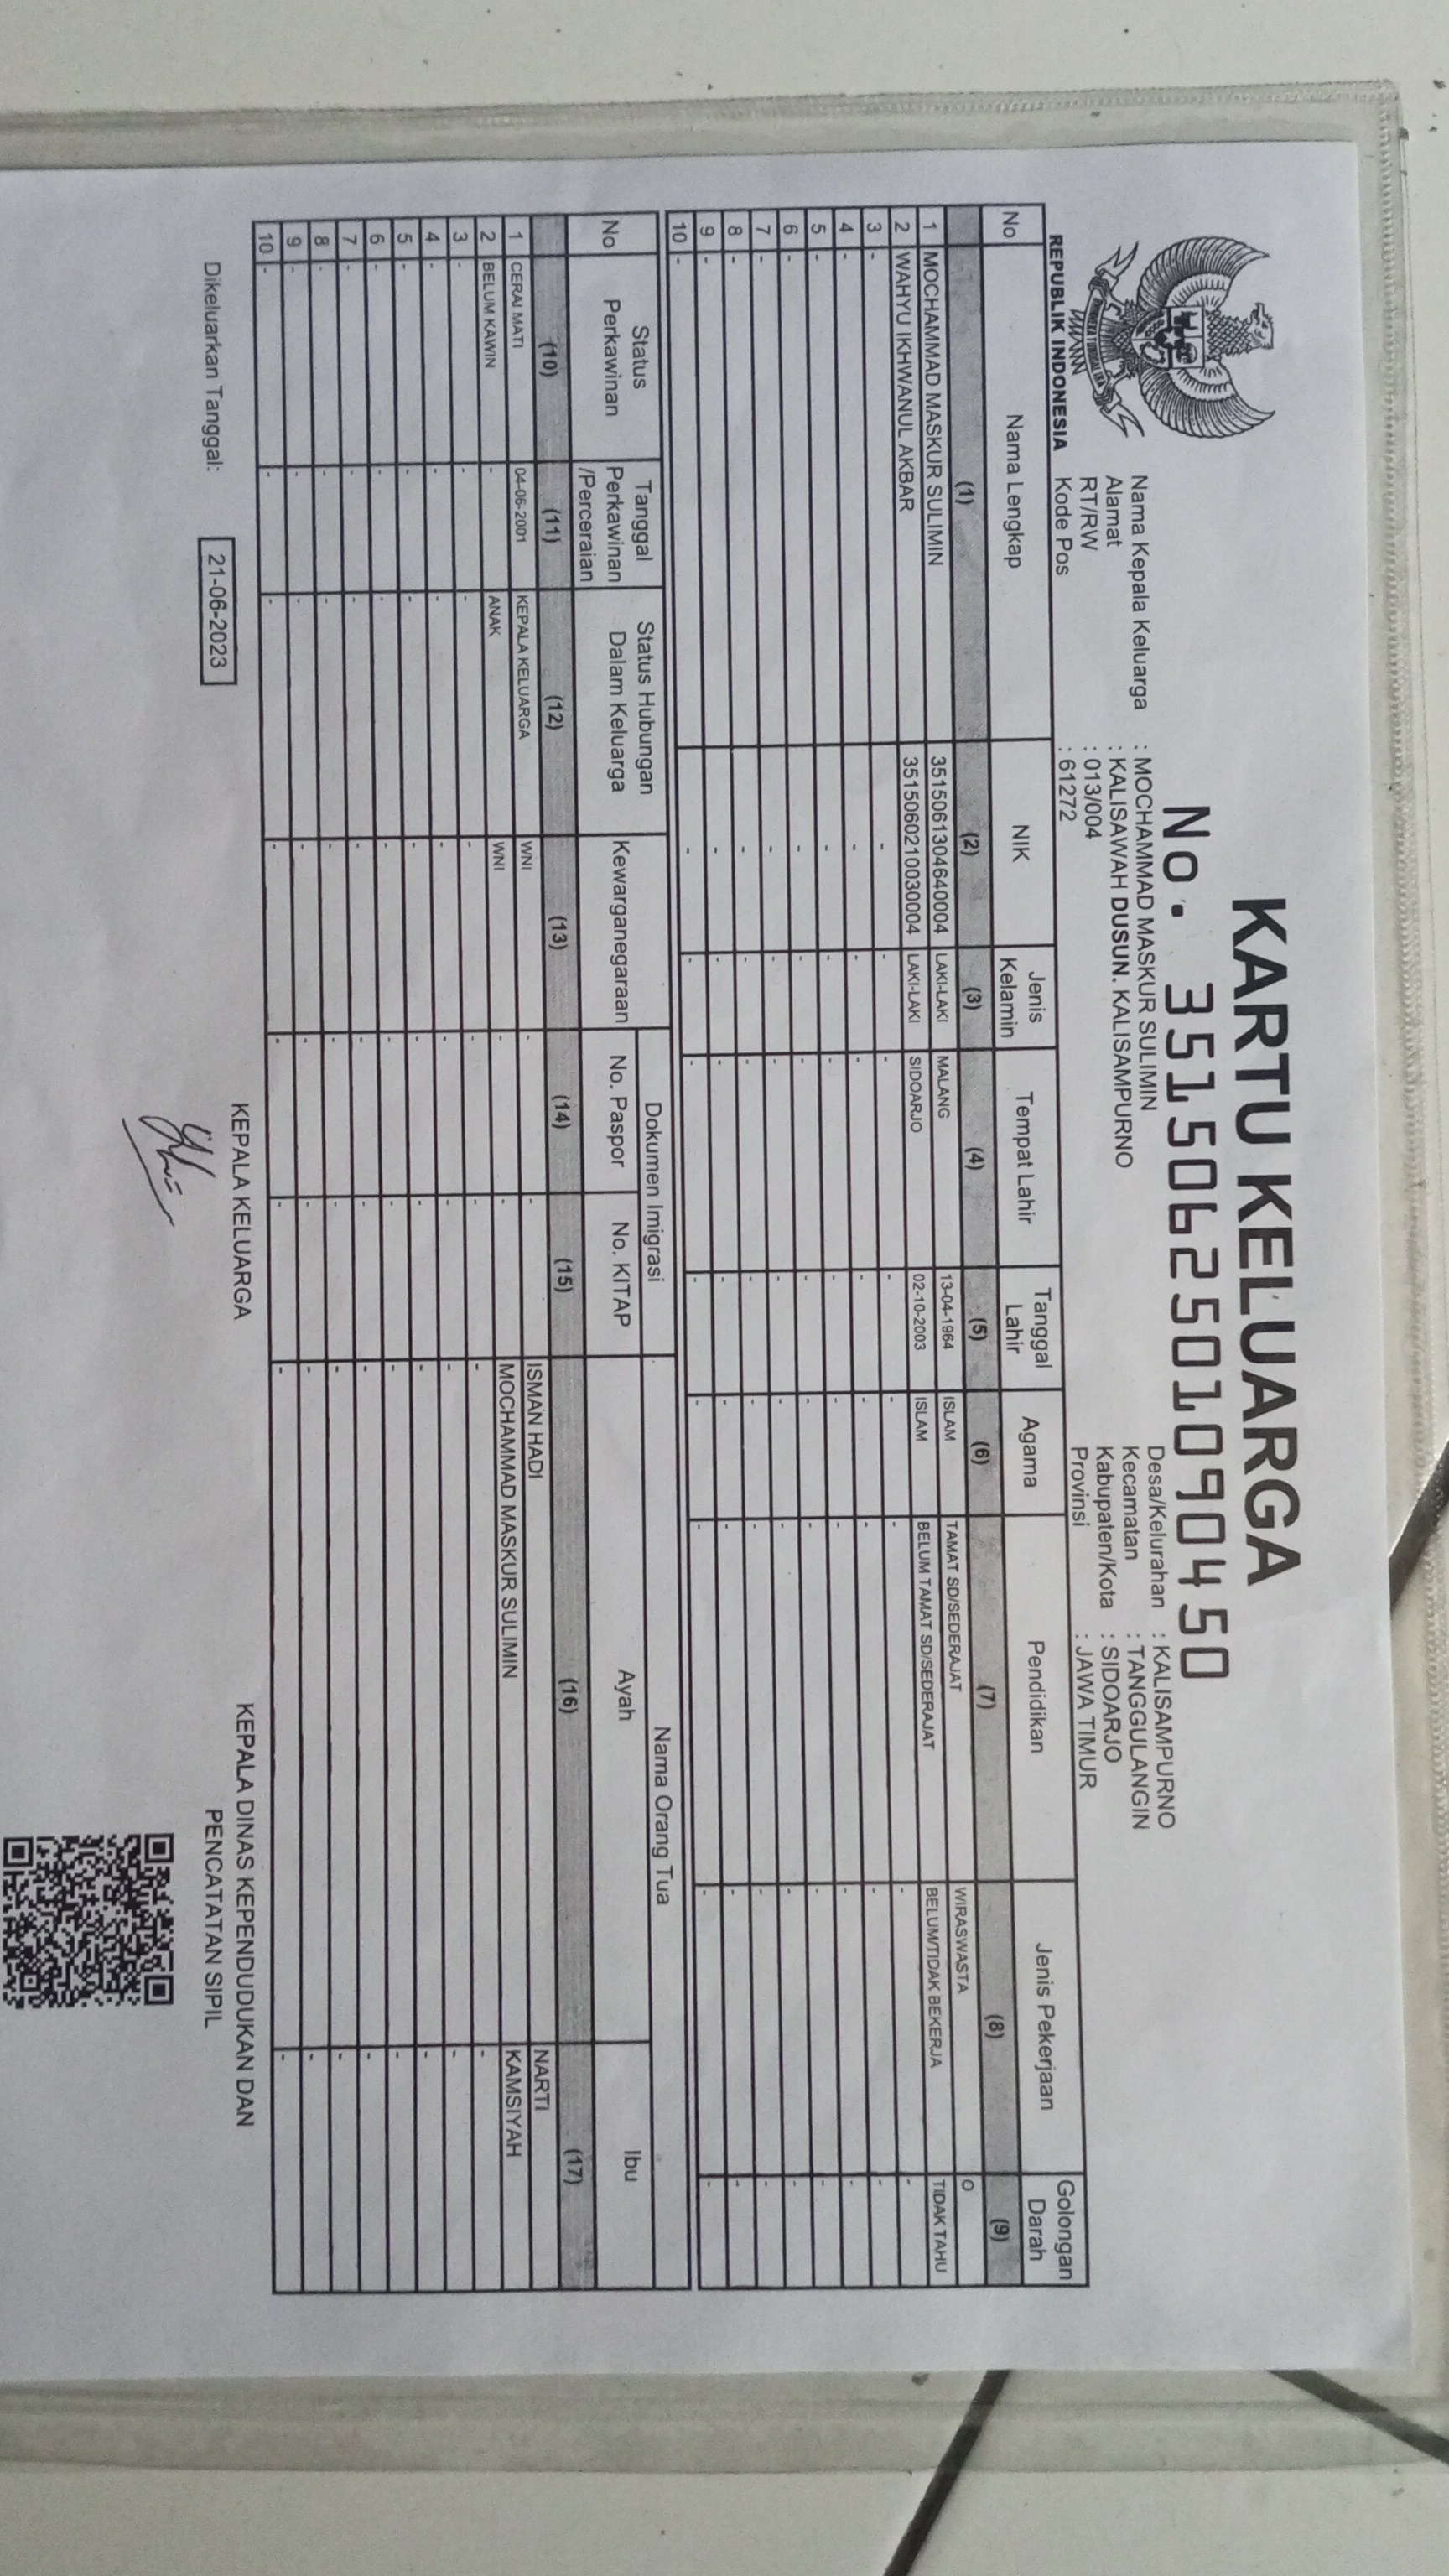 KARTU KELUARGA
No. 3515062501090450
REPUBLIK INDONESIA
Nama Kepala Keluarga : MOCHAMMAD MASKUR SULIMIN
Alamat : KALISAWAH DUSUN. KALISAMPURNO
RT/RW : 013/004
Kode Pos : 61272
Desa/Kelurahan : KALISAMPURNO
Kecamatan : TANGGULANGIN
Kabupaten/Kota : SIDOARJO
Provinsi : JAWA TIMUR
No Nama Lengkap NIK Jenis Kelamin Tempat Lahir Tanggal Lahir Agama Pendidikan Jenis Pekerjaan Golongan Darah
(1) (2) (3) (4) (5) (6) (7) (8) (9)
1 MOCHAMMAD MASKUR SULIMIN 3515061304640004 LAKI-LAKI MALANG 13-04-1964 ISLAM TAMAT SD/SEDERAJAT WIRASWASTA O
2 WAHYU IKHWANUL AKBAR 3515060210030004 LAKI-LAKI SIDOARJO 02-10-2003 ISLAM BELUM TAMAT SD/SEDERAJAT BELUM/TIDAK BEKERJA TIDAK TAHU
3 - - - - - - - - -
4 - - - - - - - - -
5 - - - - - - - - -
6 - - - - - - - - -
7 - - - - - - - - -
8 - - - - - - - - -
9 - - - - - - - - -
10 - - - - - - - - -
No Status Perkawinan Tanggal Perkawinan /Perceraian Status Hubungan Dalam Keluarga Kewarganegaraan Dokumen Imigrasi No. Paspor No. KITAP Nama Orang Tua Ayah Ibu
(10) (11) (12) (13) (14) (15) (16) (17)
1 CERAI MATI 04-06-2001 KEPALA KELUARGA WNI - - ISMAN HADI NARTI
2 BELUM KAWIN - ANAK WNI - - MOCHAMMAD MASKUR SULIMIN KAMSIYAH
3 - - - - - - - -
4 - - - - - - - -
5 - - - - - - - -
6 - - - - - - - -
7 - - - - - - - -
8 - - - - - - - -
9 - - - - - - - -
10 - - - - - - - -
Dikeluarkan Tanggal: 21-06-2023
KEPALA KELUARGA
KEPALA DINAS KEPENDUDUKAN DAN
PENCATATAN SIPIL